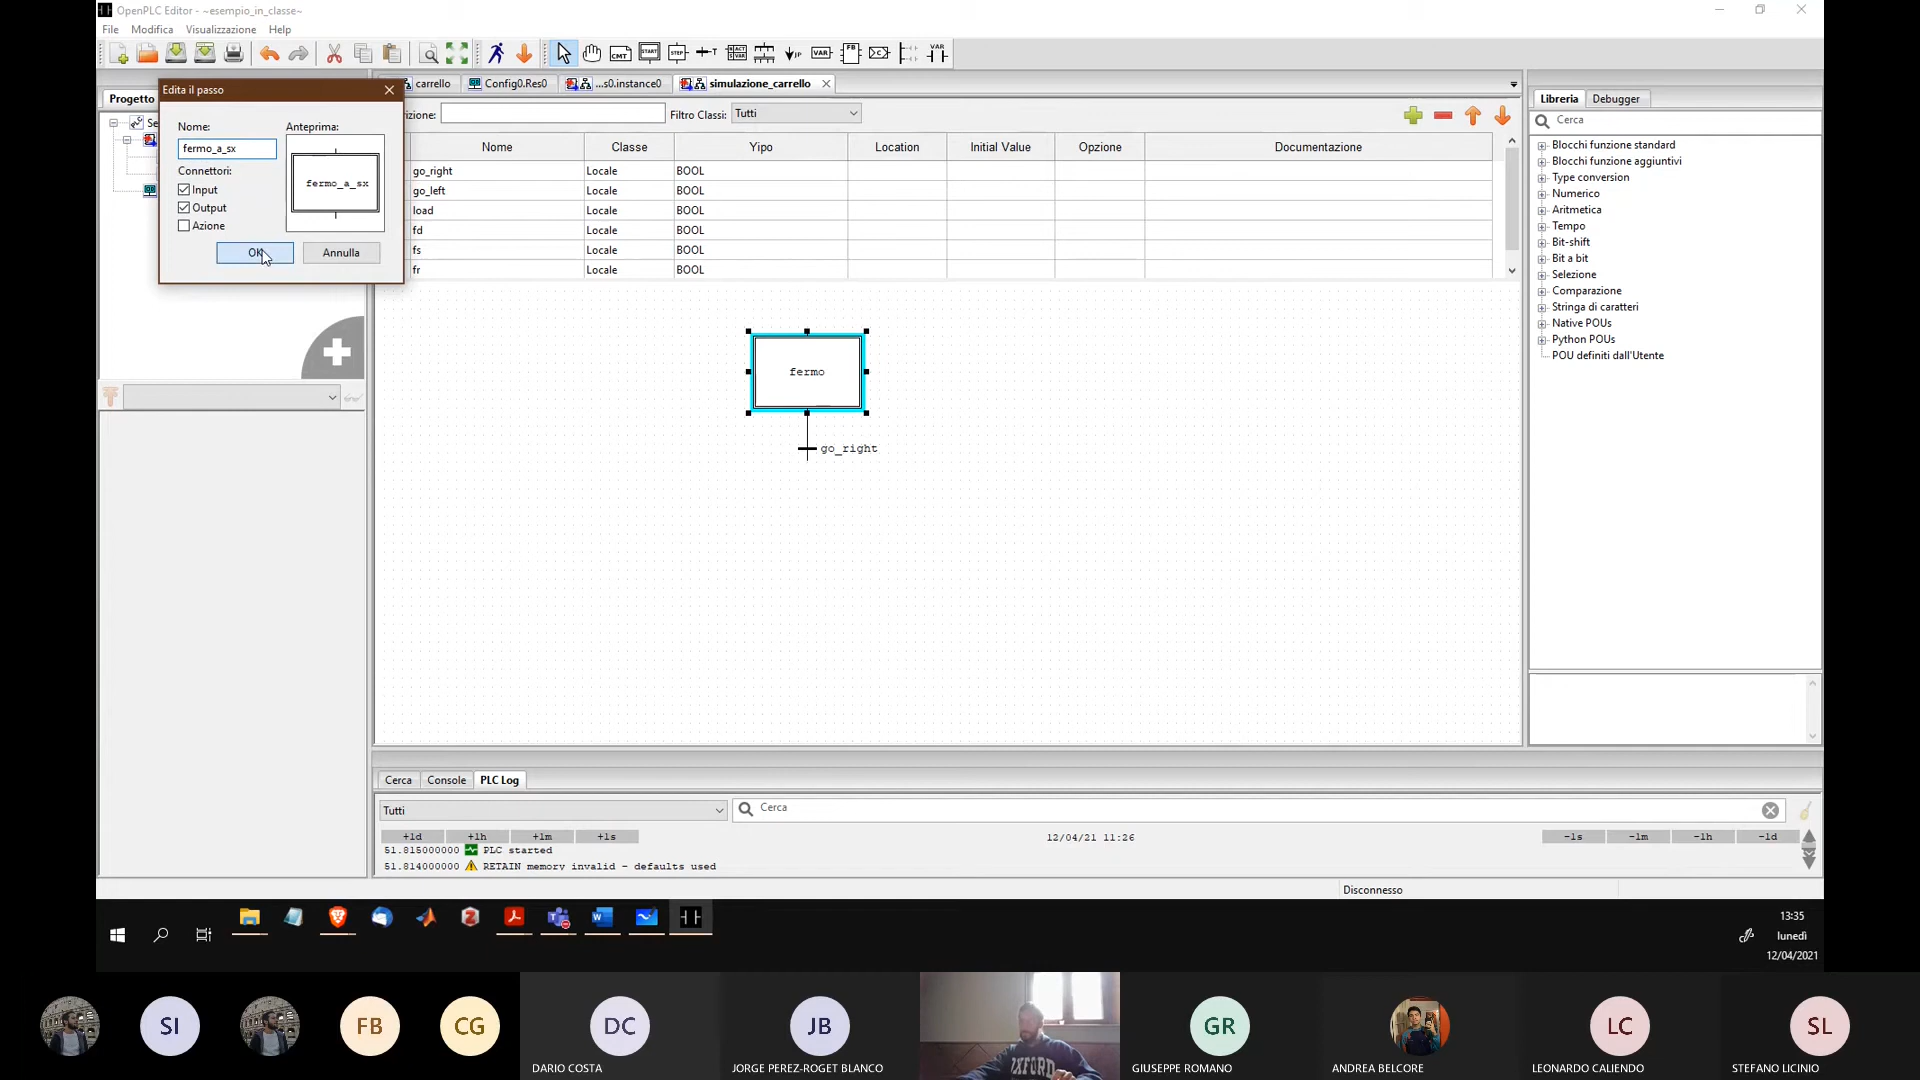 OpenPLC Editor - ~esempio_in_classe~
File Modifica Visualizzazione Help
carrello Config0.Res0 ...s0.instance0 simulazione_carrello
Progetto
Edita il passo
Nome: Anteprima:
fermo_a_sx
fermo_a_sx
Connettori:
Input
Output
Azione
OK Annulla
rizione: Filtro Classi: Tutti
Nome Classe Yipo Location Initial Value Opzione Documentazione
go_right Locale BOOL
go_left Locale BOOL
load Locale BOOL
fd Locale BOOL
fs Locale BOOL
fr Locale BOOL
fermo
go_right
Libreria Debugger
Cerca
Blocchi funzione standard
Blocchi funzione aggiuntivi
Type conversion
Numerico
Aritmetica
Tempo
Bit-shift
Bit a bit
Selezione
Comparazione
Stringa di caratteri
Native POUs
Python POUs
POU definiti dall'Utente
Cerca Console PLC Log
Tutti Cerca
+1d +1h +1m +1s 12/04/21 11:26 -1s -1m -1h -1d
51.815000000 PLC started
51.814000000 RETAIN memory invalid - defaults used
Disconnesso
13:35
lunedì
12/04/2021
SI FB CG DC JB GR LC SL
OXFORD
DARIO COSTA JORGE PEREZ-ROGET BLANCO GIUSEPPE ROMANO ANDREA BELCORE LEONARDO CALIENDO STEFANO LICINIO